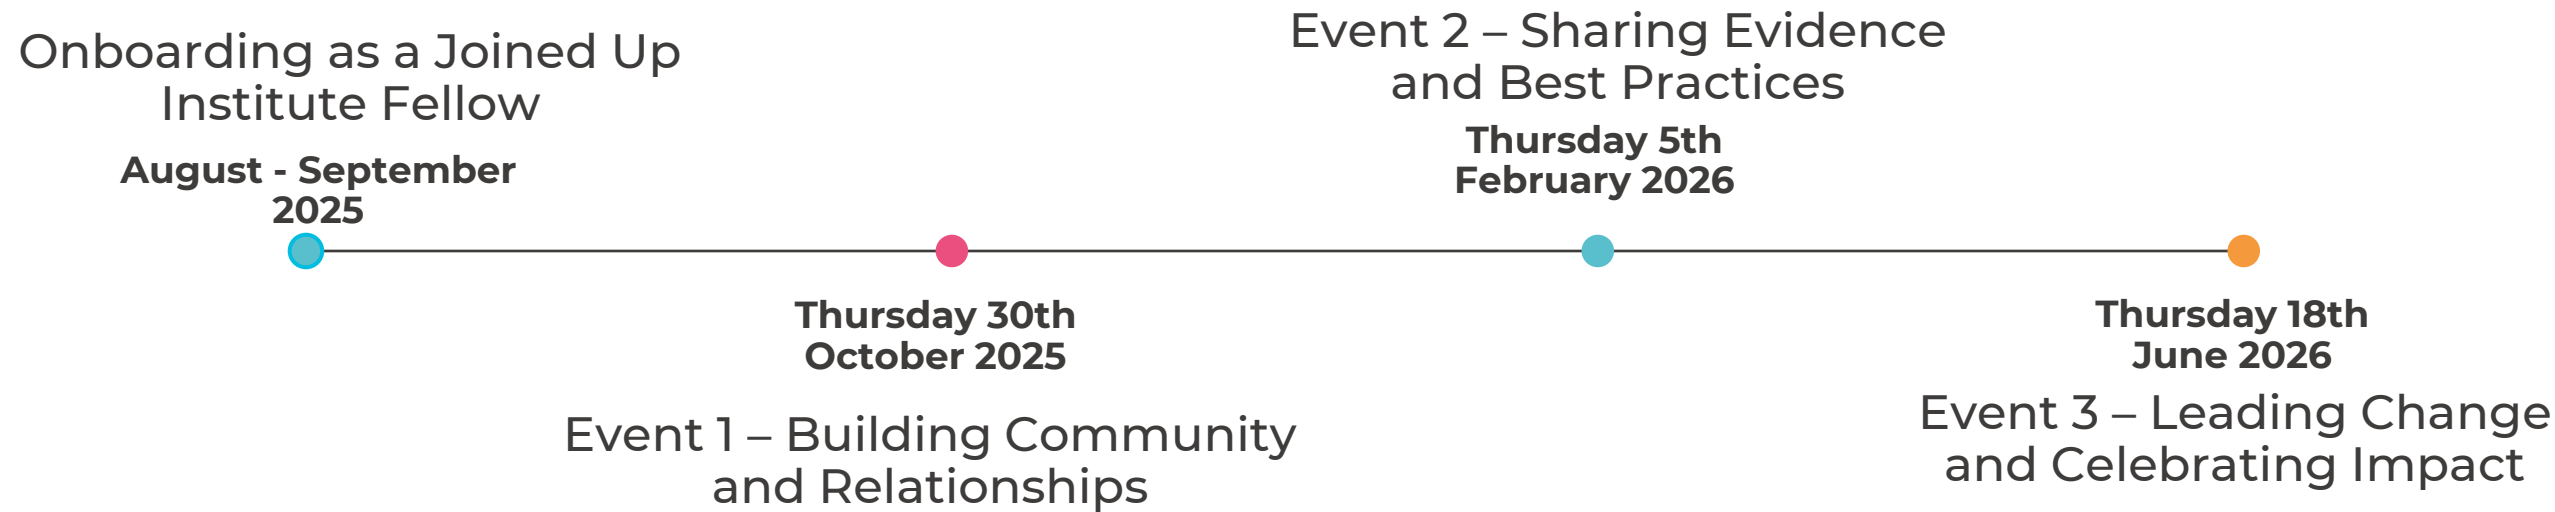 Onboarding as a Joined Up
Institute Fellow
August - September
2025
Thursday 30th
October 2025
Event 1 – Building Community
and Relationships
Event 2 – Sharing Evidence
and Best Practices
Thursday 5th
February 2026
Thursday 18th
June 2026
Event 3 – Leading Change
and Celebrating Impact